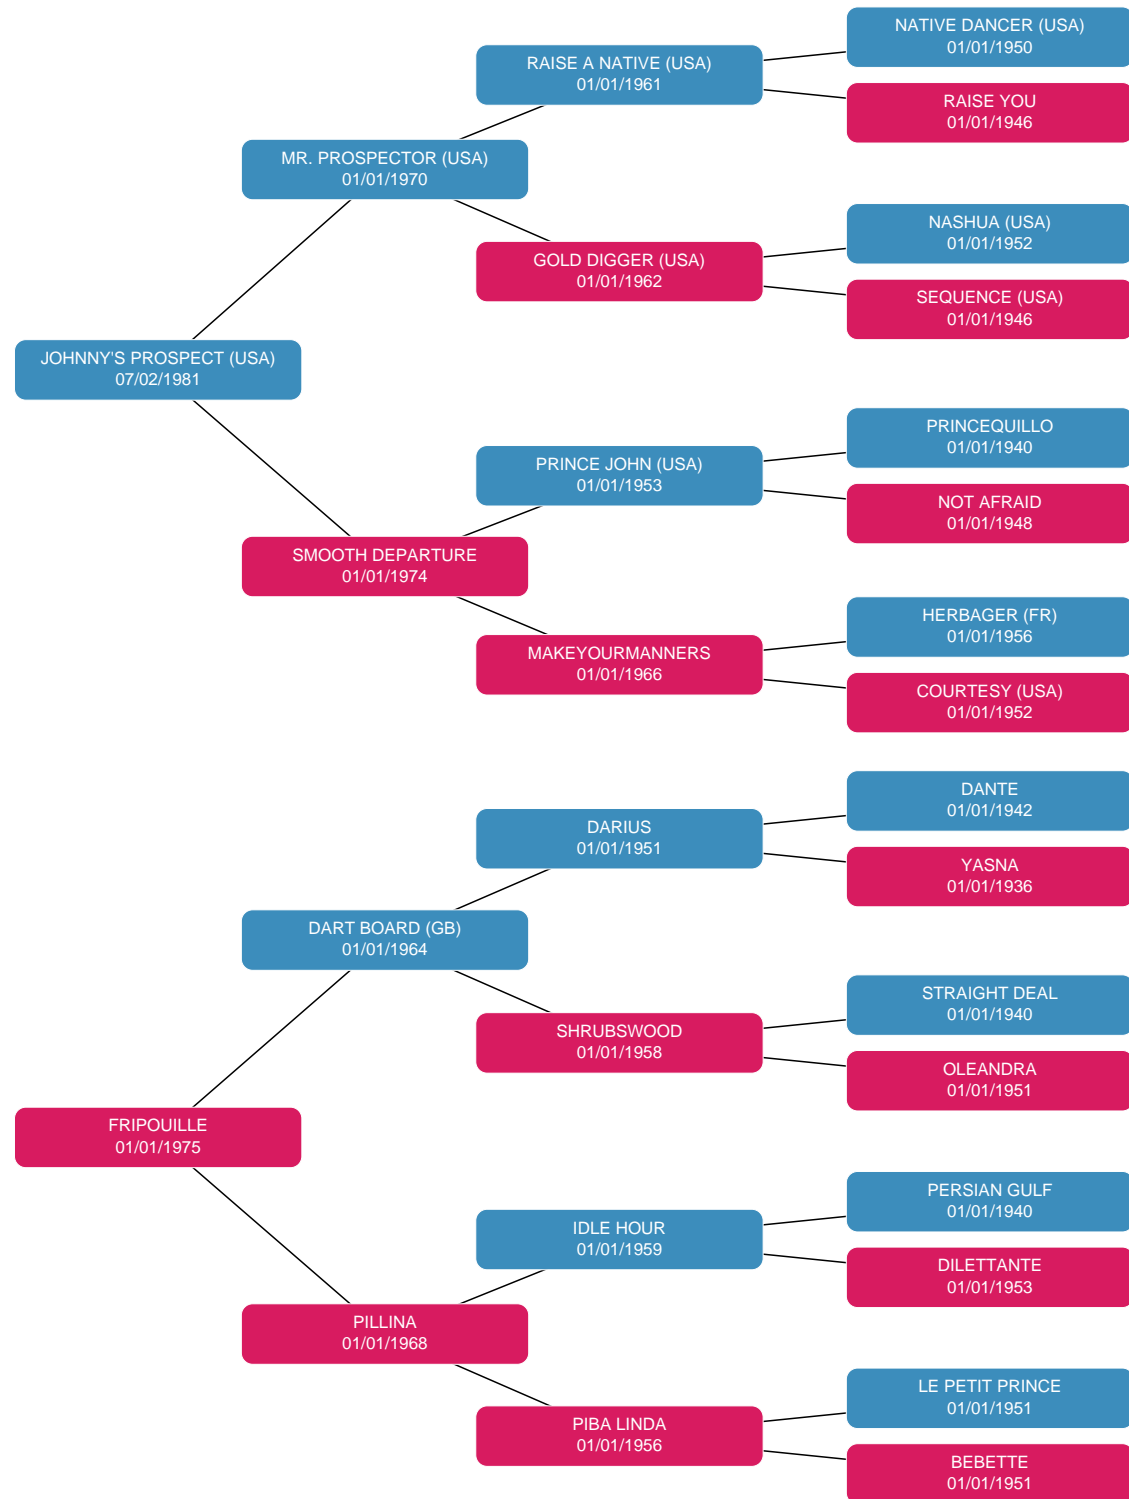 NATIVE DANCER (USA)
01/01/1950
RAISE A NATIVE (USA)
01/01/1961
RAISE YOU
01/01/1946
MR. PROSPECTOR (USA)
01/01/1970
NASHUA (USA)
01/01/1952
GOLD DIGGER (USA)
01/01/1962
SEQUENCE (USA)
01/01/1946
JOHNNY'S PROSPECT (USA)
07/02/1981
PRINCEQUILLO
01/01/1940
PRINCE JOHN (USA)
01/01/1953
NOT AFRAID
01/01/1948
SMOOTH DEPARTURE
01/01/1974
HERBAGER (FR)
01/01/1956
MAKEYOURMANNERS
01/01/1966
COURTESY (USA)
01/01/1952
DANTE
01/01/1942
DARIUS
01/01/1951
YASNA
01/01/1936
DART BOARD (GB)
01/01/1964
STRAIGHT DEAL
01/01/1940
SHRUBSWOOD
01/01/1958
OLEANDRA
01/01/1951
FRIPOUILLE
01/01/1975
PERSIAN GULF
01/01/1940
IDLE HOUR
01/01/1959
DILETTANTE
01/01/1953
PILLINA
01/01/1968
LE PETIT PRINCE
01/01/1951
PIBA LINDA
01/01/1956
BEBETTE
01/01/1951